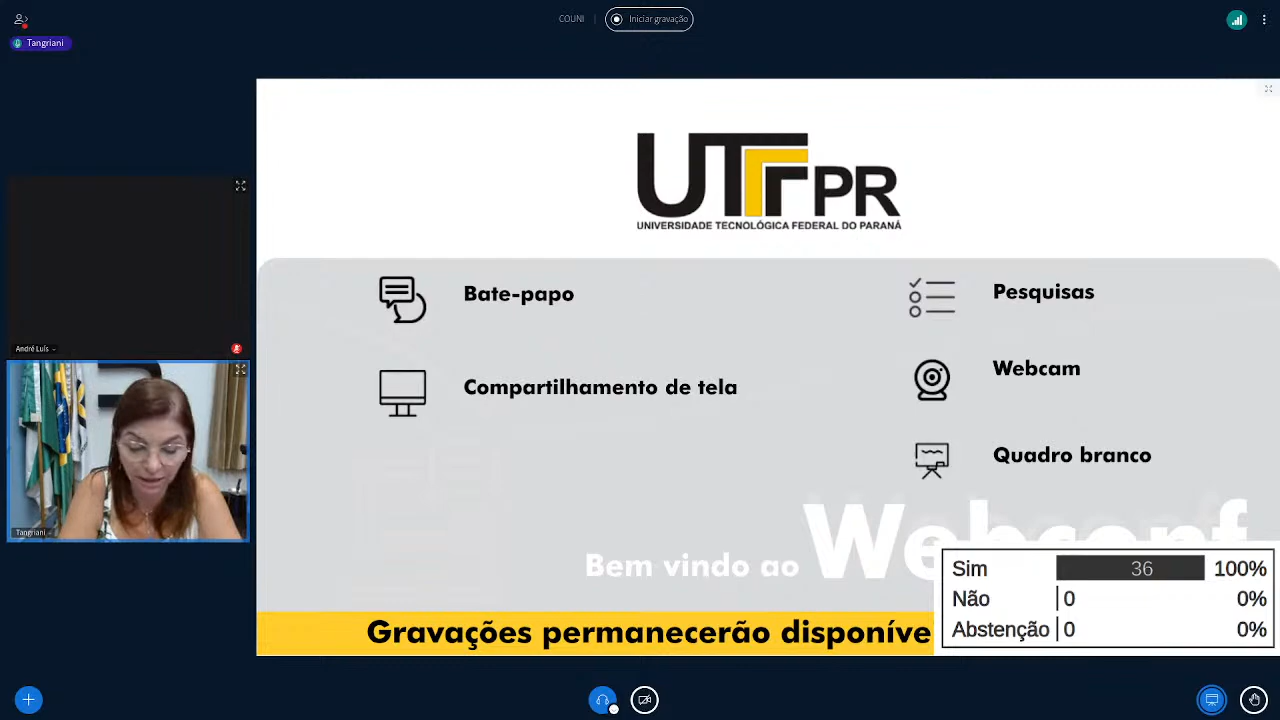 COUNI
Iniciar gravação
Tangriani
UTFPR
UNIVERSIDADE TECNOLÓGICA FEDERAL DO PARANÁ
Bate-papo
Pesquisas
Compartilhamento de tela
Webcam
Quadro branco
André Luís
Tangriani
Bem vindo ao Webconf
Gravações permanecerão disponíve
Sim 36 100%
Não 0 0%
Abstenção 0 0%